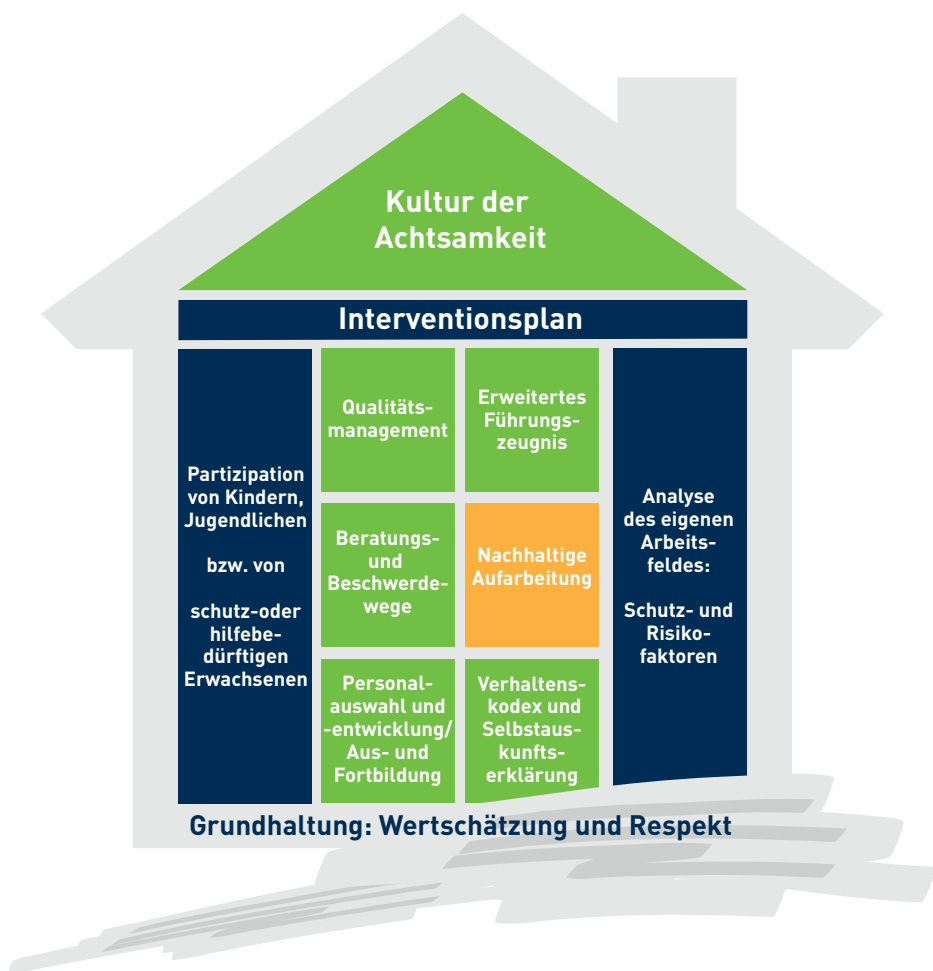 Kultur der
Achtsamkeit
Interventionsplan
Partizipation
von Kindern,
Jugendlichen
bzw. von
schutz-oder
hilfebe-
dürftigen
Erwachsenen
Qualitäts-
management
Erweitertes
Führungs-
zeugnis
Beratungs-
und
Beschwerde-
wege
Nachhaltige
Aufarbeitung
Personal-
auswahl und
-entwicklung/
Aus- und
Fortbildung
Verhaltens-
kodex und
Selbstaus-
kunfts-
erklärung
Analyse
des eigenen
Arbeits-
feldes:
Schutz- und
Risiko-
faktoren
Grundhaltung: Wertschätzung und Respekt